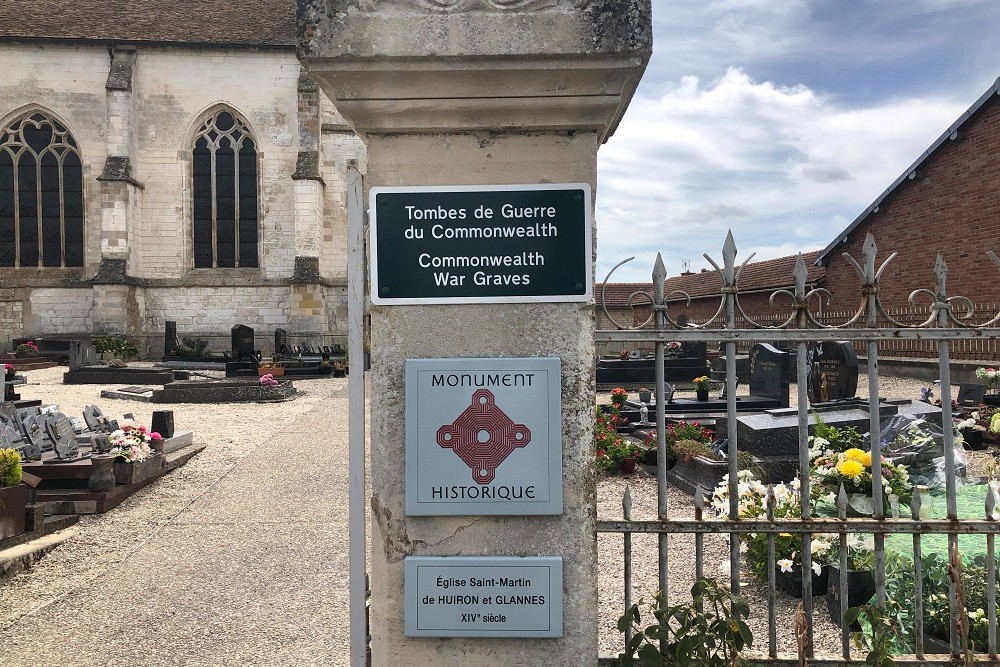 Tombes de Guerre
du Commonwealth
Commonwealth
War Graves
MONUMENT
HISTORIQUE
Église Saint-Martin
de HUIRON et GLANNES
XIVe siècle